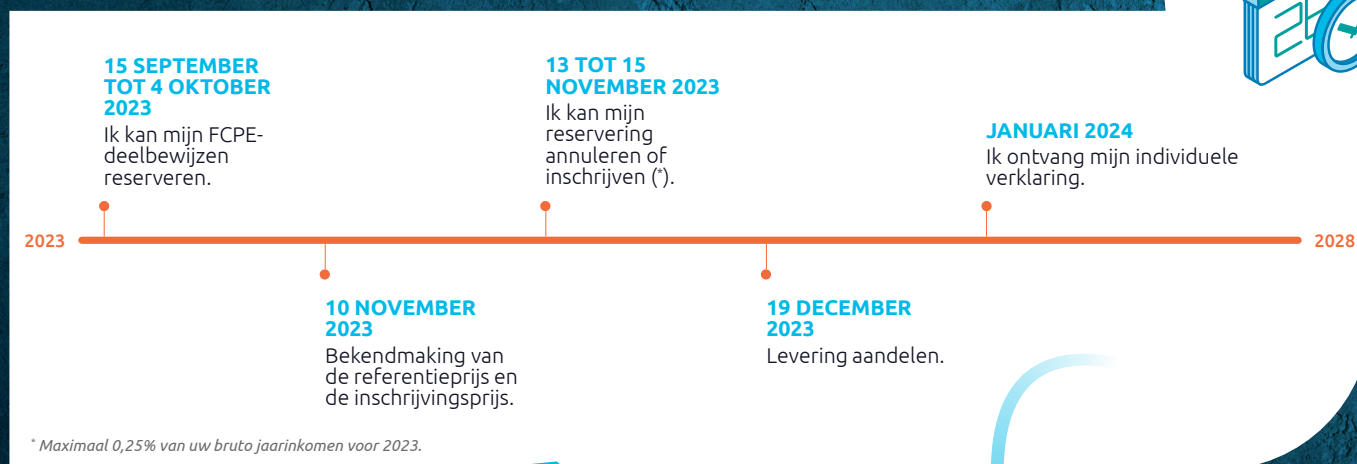 15 SEPTEMBER
TOT 4 OKTOBER
2023
Ik kan mijn FCPE-
deelbewijzen
reserveren.
13 TOT 15
NOVEMBER 2023
Ik kan mijn
reservering
annuleren of
inschrijven (*).
JANUARI 2024
Ik ontvang mijn individuele
verklaring.
2023
2028
10 NOVEMBER
2023
Bekendmaking van
de referentieprijs en
de inschrijvingsprijs.
19 DECEMBER
2023
Levering aandelen.
* Maximaal 0,25% van uw bruto jaarinkomen voor 2023.